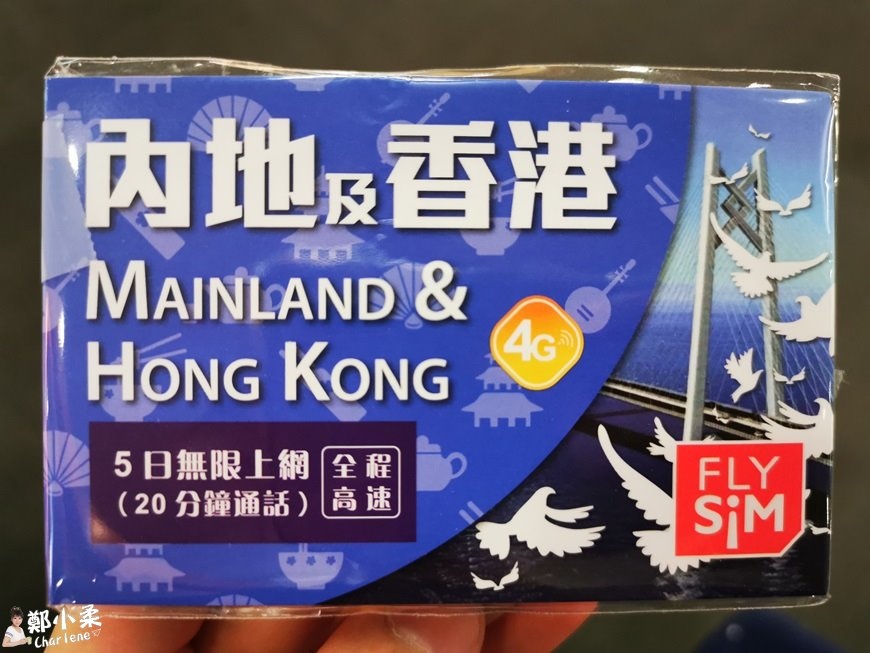 內地及香港
MAINLAND &
HONG KONG
4G
5日無限上網
(20分鐘通話)
全程
高速
FLY
SiM
鄭小柔
Charlene♡